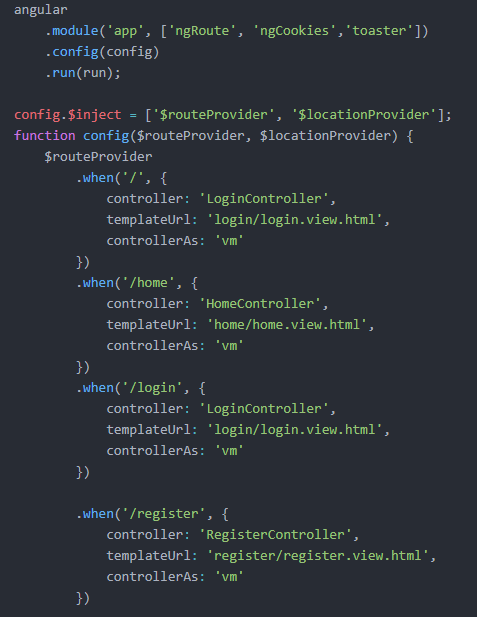 angular
    .module('app', ['ngRoute', 'ngCookies','toaster'])
    .config(config)
    .run(run);

config.$inject = ['$routeProvider', '$locationProvider'];
function config($routeProvider, $locationProvider) {
    $routeProvider
        .when('/', {
            controller: 'LoginController',
            templateUrl: 'login/login.view.html',
            controllerAs: 'vm'
        })
        .when('/home', {
            controller: 'HomeController',
            templateUrl: 'home/home.view.html',
            controllerAs: 'vm'
        })
        .when('/login', {
            controller: 'LoginController',
            templateUrl: 'login/login.view.html',
            controllerAs: 'vm'
        })

        .when('/register', {
            controller: 'RegisterController',
            templateUrl: 'register/register.view.html',
            controllerAs: 'vm'
        })